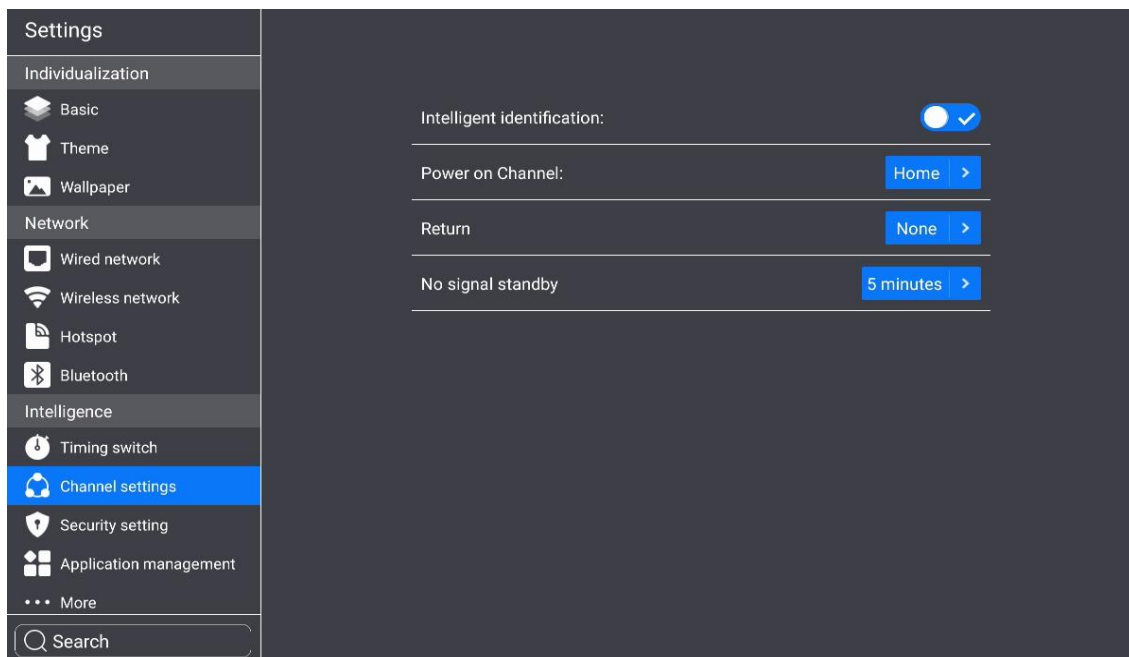 Settings
Individualization
Basic
Theme
Wallpaper
Network
Wired network
Wireless network
Hotspot
Bluetooth
Intelligence
Timing switch
Channel settings
Security setting
Application management
More
Search
Intelligent identification:
Power on Channel: Home
Return None
No signal standby 5 minutes